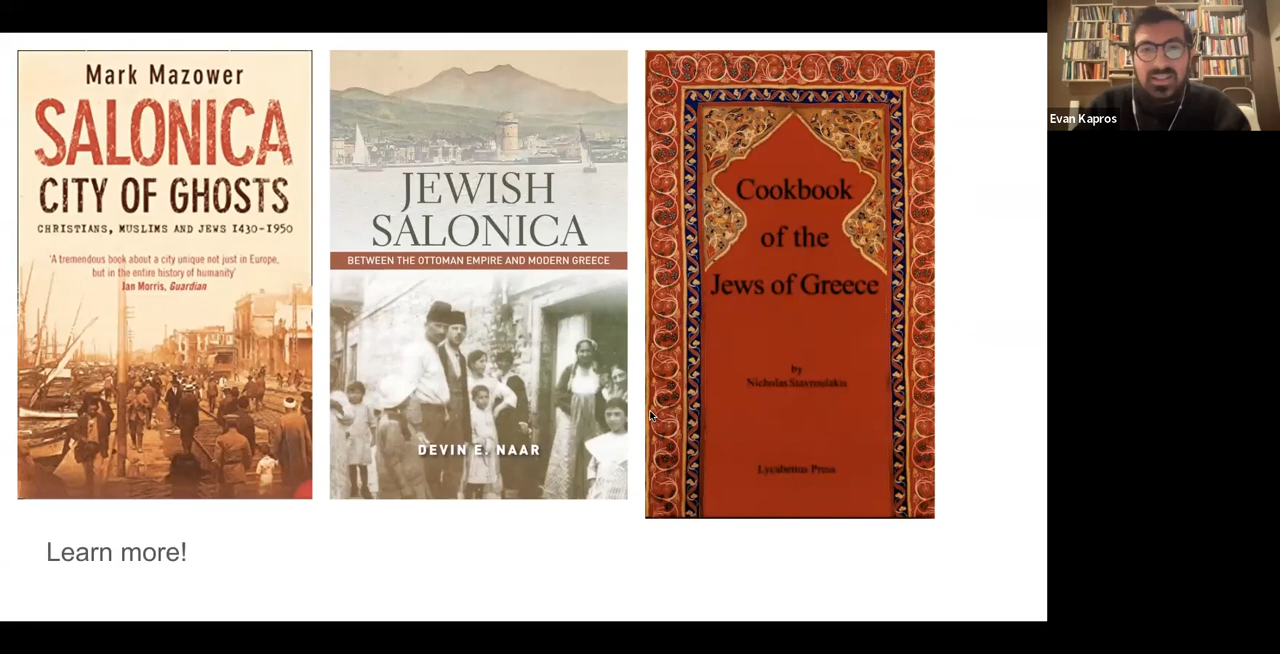 Mark Mazower
SALONICA
CITY OF GHOSTS
CHRISTIANS, MUSLIMS AND JEWS 1430-1950
'A tremendous book about a city unique not just in Europe,
but in the entire history of humanity'
Jan Morris, Guardian
JEWISH
SALONICA
BETWEEN THE OTTOMAN EMPIRE AND MODERN GREECE
DEVIN E. NAAR
Cookbook
of the
Jews of Greece
by
Nicholas Stavroulakis
Lycabettus Press
Learn more!
Evan Kapros